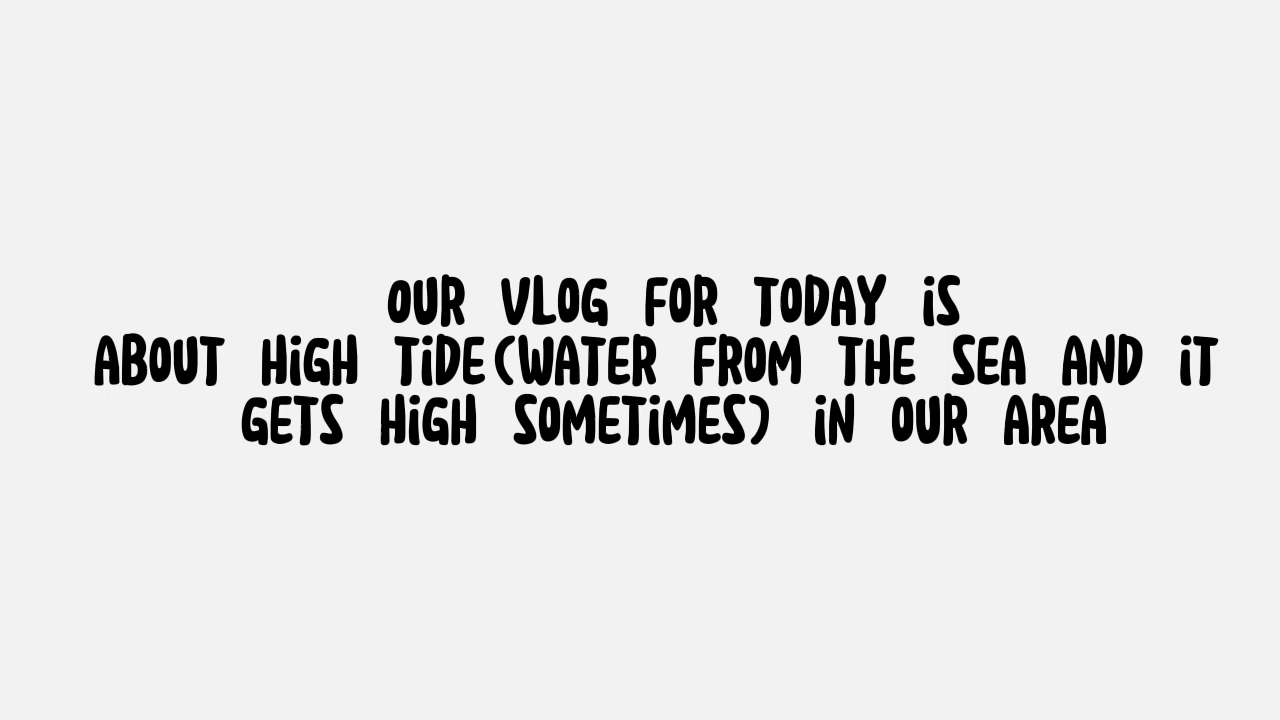 OUR VLOG FOR TODAY iS
ABOUT HiGH TiDE(WATER FROM THE SEA AND iT
GETS HiGH SOMETiMES) iN OUR AREA